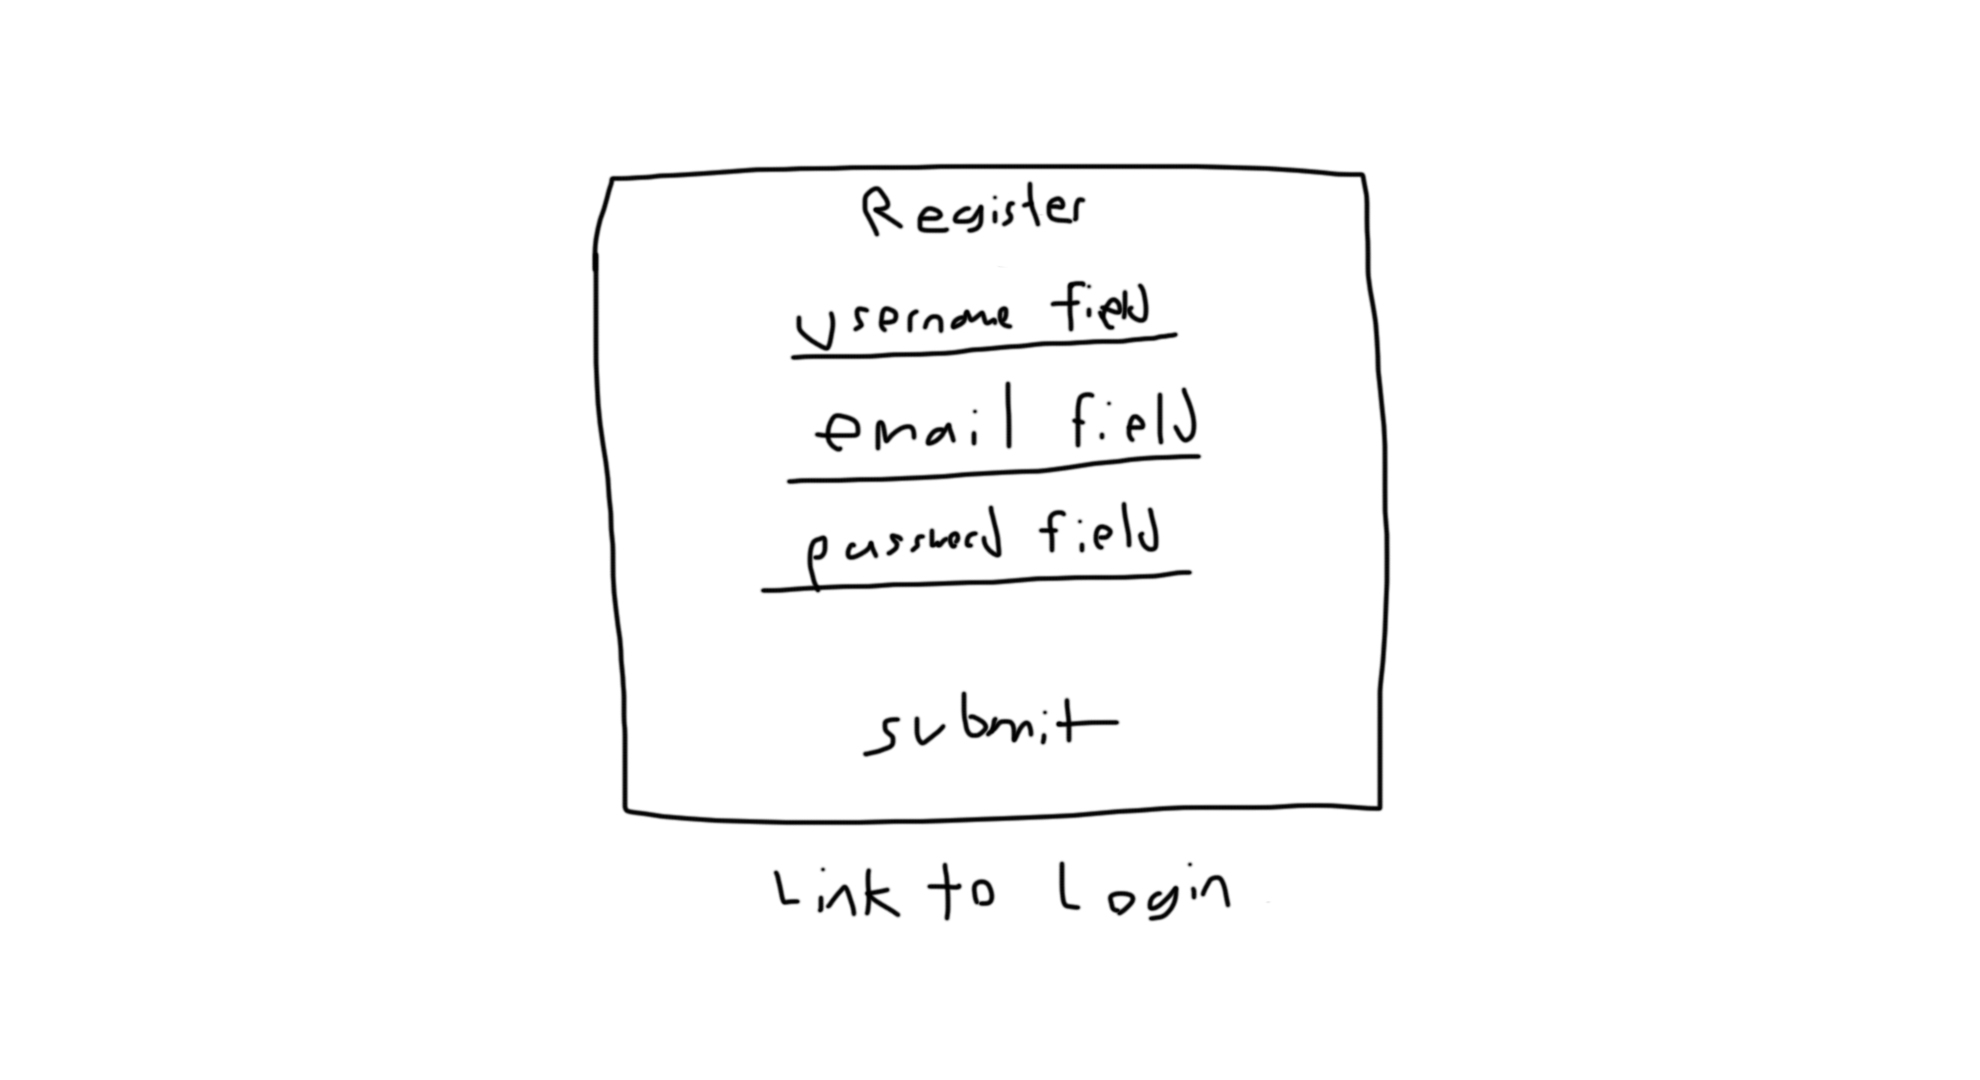 Register
username field
email field
password field
submit
Link to Login